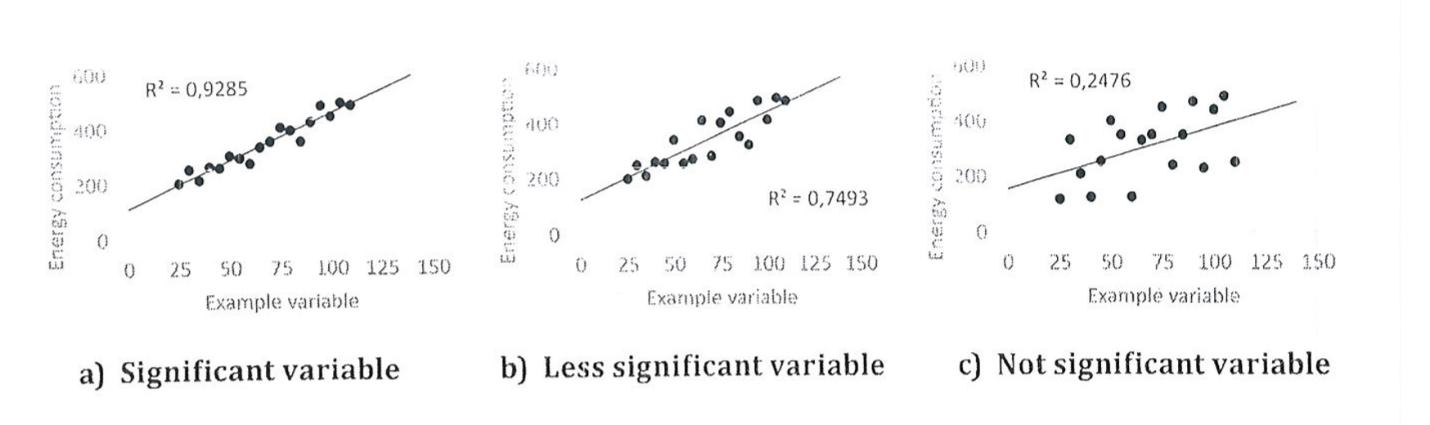 Energy consumption
600
400
200
0
R² = 0,9285
0 25 50 75 100 125 150
Example variable
a) Significant variable
Energy consumption
600
400
200
0
R² = 0,7493
0 25 50 75 100 125 150
Example variable
b) Less significant variable
Energy consumption
600
400
200
0
R² = 0,2476
0 25 50 75 100 125 150
Example variable
c) Not significant variable